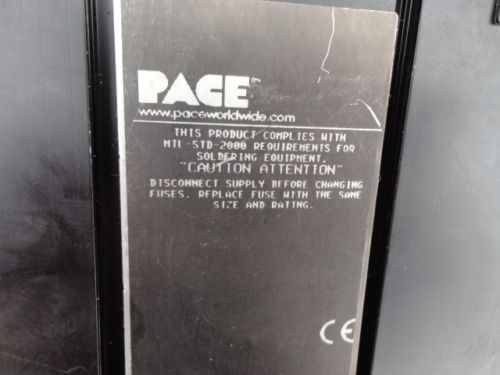 PACE
www.paceworldwide.com
THIS PRODUCT COMPLIES WITH
MIL-STD-2000 REQUIREMENTS FOR
SOLDERING EQUIPMENT.
"CAUTION ATTENTION"
DISCONNECT SUPPLY BEFORE CHANGING
FUSES. REPLACE FUSE WITH THE SAME
SIZE AND RATING.
CE